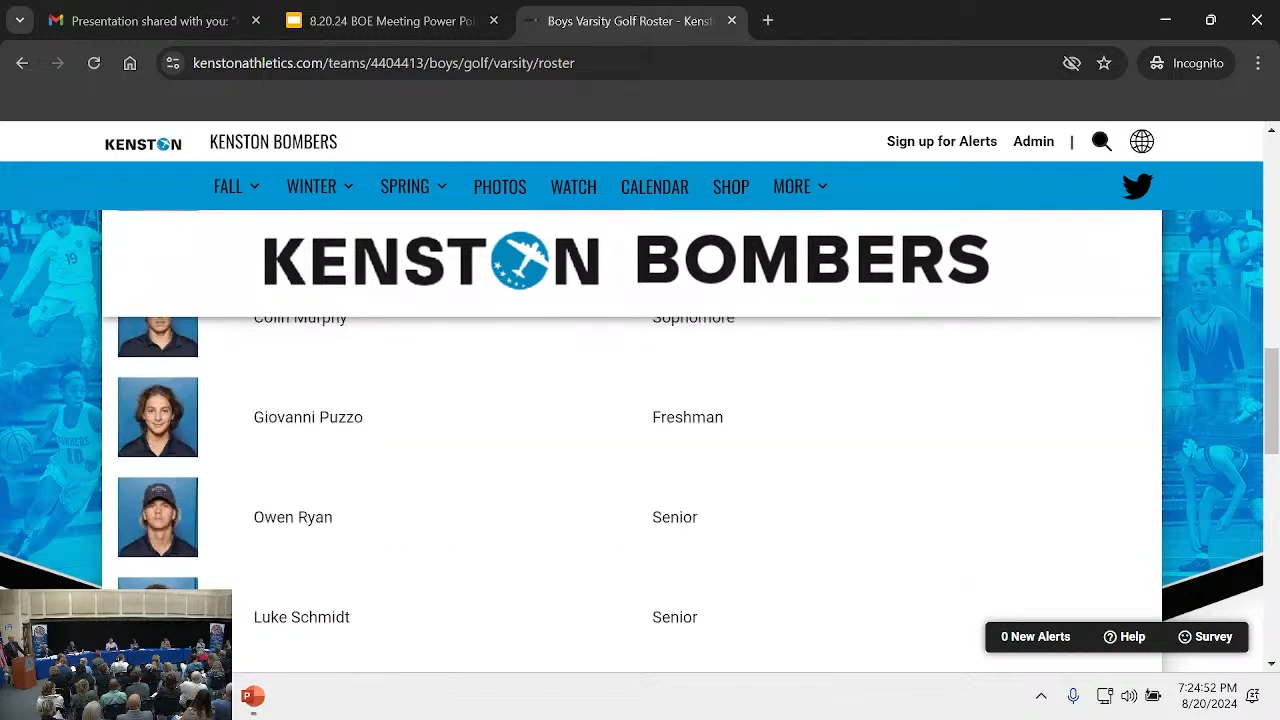 Project shared with you: "
8.20.24 BOE Meeting Power Poi
Boys Varsity Golf Roster - Kenst
kenstonathletics.com/teams/4404413/boys/golf/varsity/roster
Incognito
KENSTON
KENSTON BOMBERS
Sign up for Alerts
Admin
|
FALL
WINTER
SPRING
PHOTOS
WATCH
CALENDAR
SHOP
MORE
KENSTON BOMBERS
Colin Murphy
Sophomore
Giovanni Puzzo
Freshman
Owen Ryan
Senior
Luke Schmidt
Senior
0 New Alerts
Help
Survey
7:24:52 PM
8/20/2024